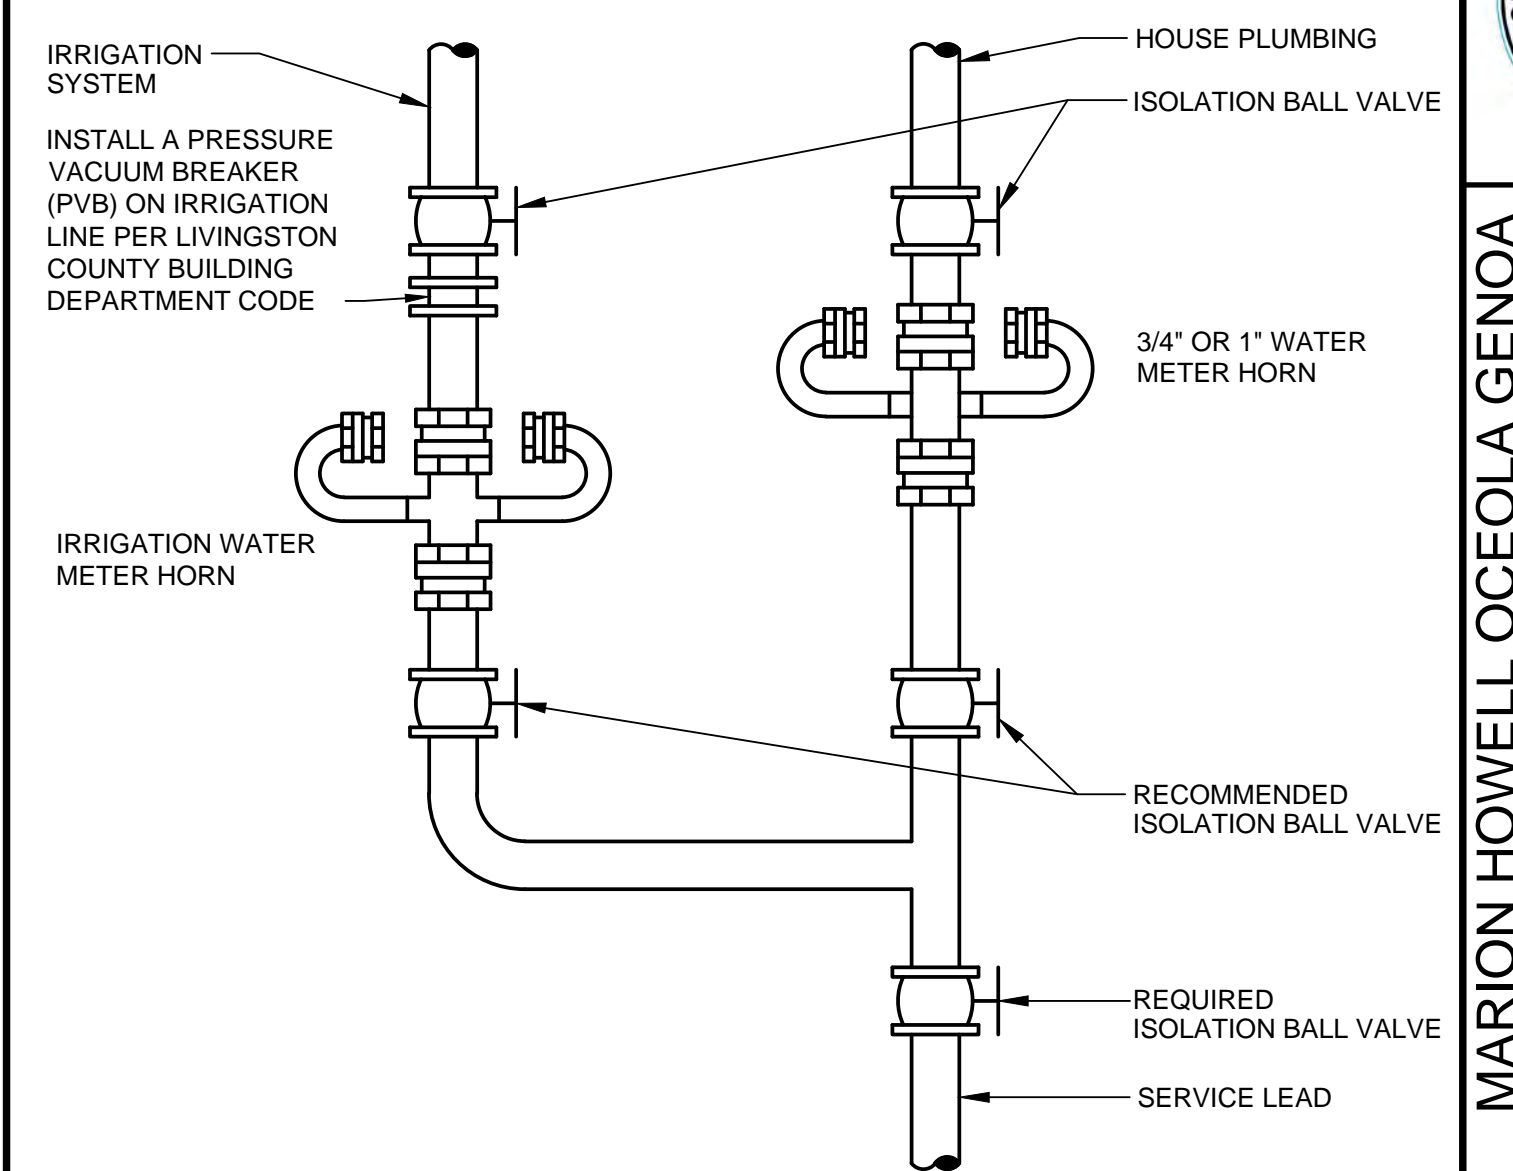 IRRIGATION
SYSTEM
INSTALL A PRESSURE
VACUUM BREAKER
(PVB) ON IRRIGATION
LINE PER LIVINGSTON
COUNTY BUILDING
DEPARTMENT CODE
IRRIGATION WATER
METER HORN
HOUSE PLUMBING
ISOLATION BALL VALVE
3/4" OR 1" WATER
METER HORN
RECOMMENDED
ISOLATION BALL VALVE
REQUIRED
ISOLATION BALL VALVE
SERVICE LEAD
MARION HOWELL OCEOLA GENOA